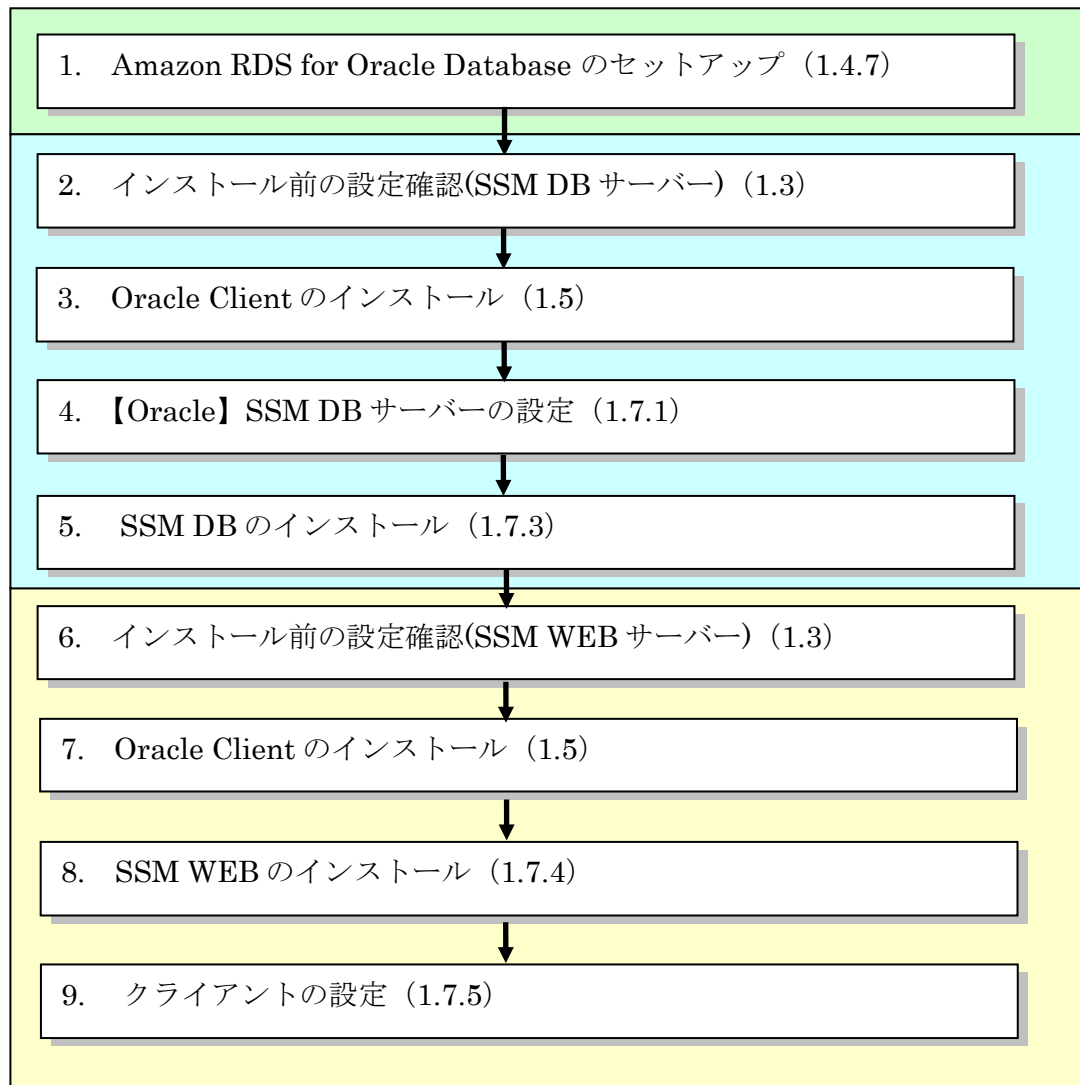 1. Amazon RDS for Oracle Database のセットアップ（1.4.7）
2. インストール前の設定確認(SSM DB サーバー)（1.3）
3. Oracle Client のインストール（1.5）
4. 【Oracle】SSM DB サーバーの設定（1.7.1）
5. SSM DB のインストール（1.7.3）
6. インストール前の設定確認(SSM WEB サーバー)（1.3）
7. Oracle Client のインストール（1.5）
8. SSM WEB のインストール（1.7.4）
9. クライアントの設定（1.7.5）